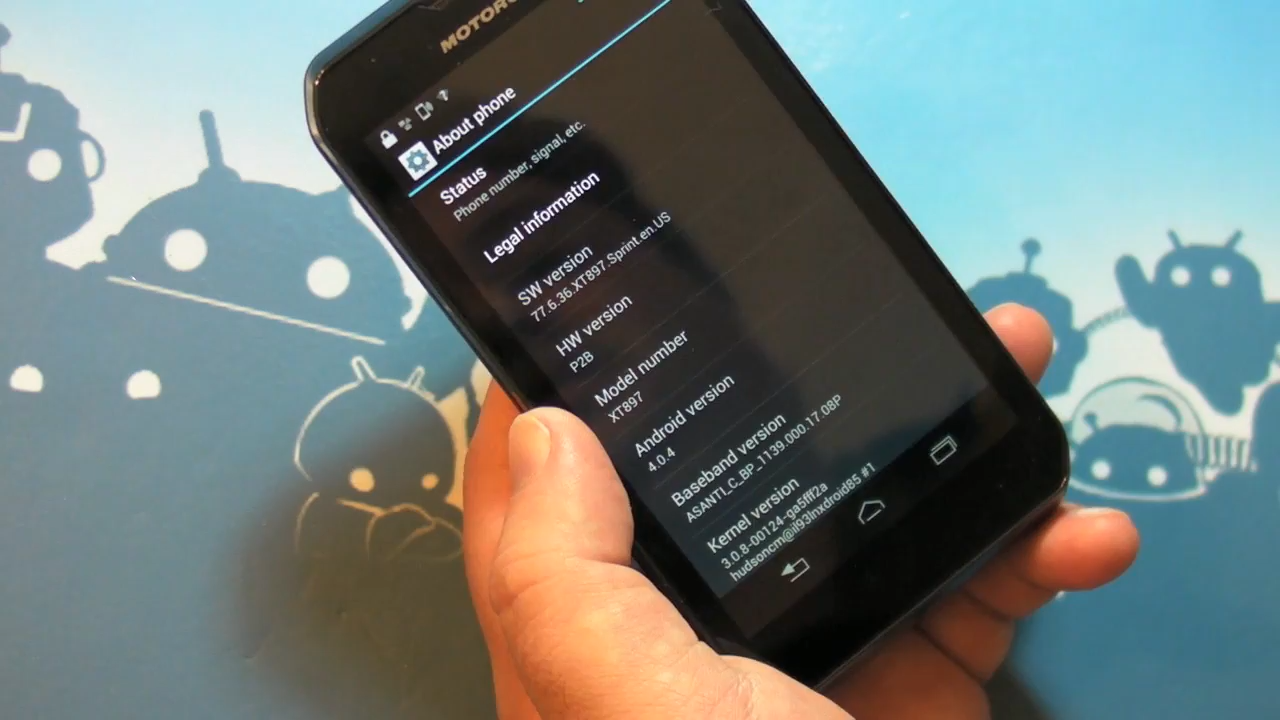 About phone
Status
Phone number, signal, etc.
Legal information
SW version
77.6.36.XT897.Sprint.en.US
HW version
P2B
Model number
XT897
Android version
4.0.4
Baseband version
ASANTI_C_BP_1139.000.17.08P
Kernel version
3.0.8-00124-ga5fff2a
hudsoncm@il93lnxdroid85 #1